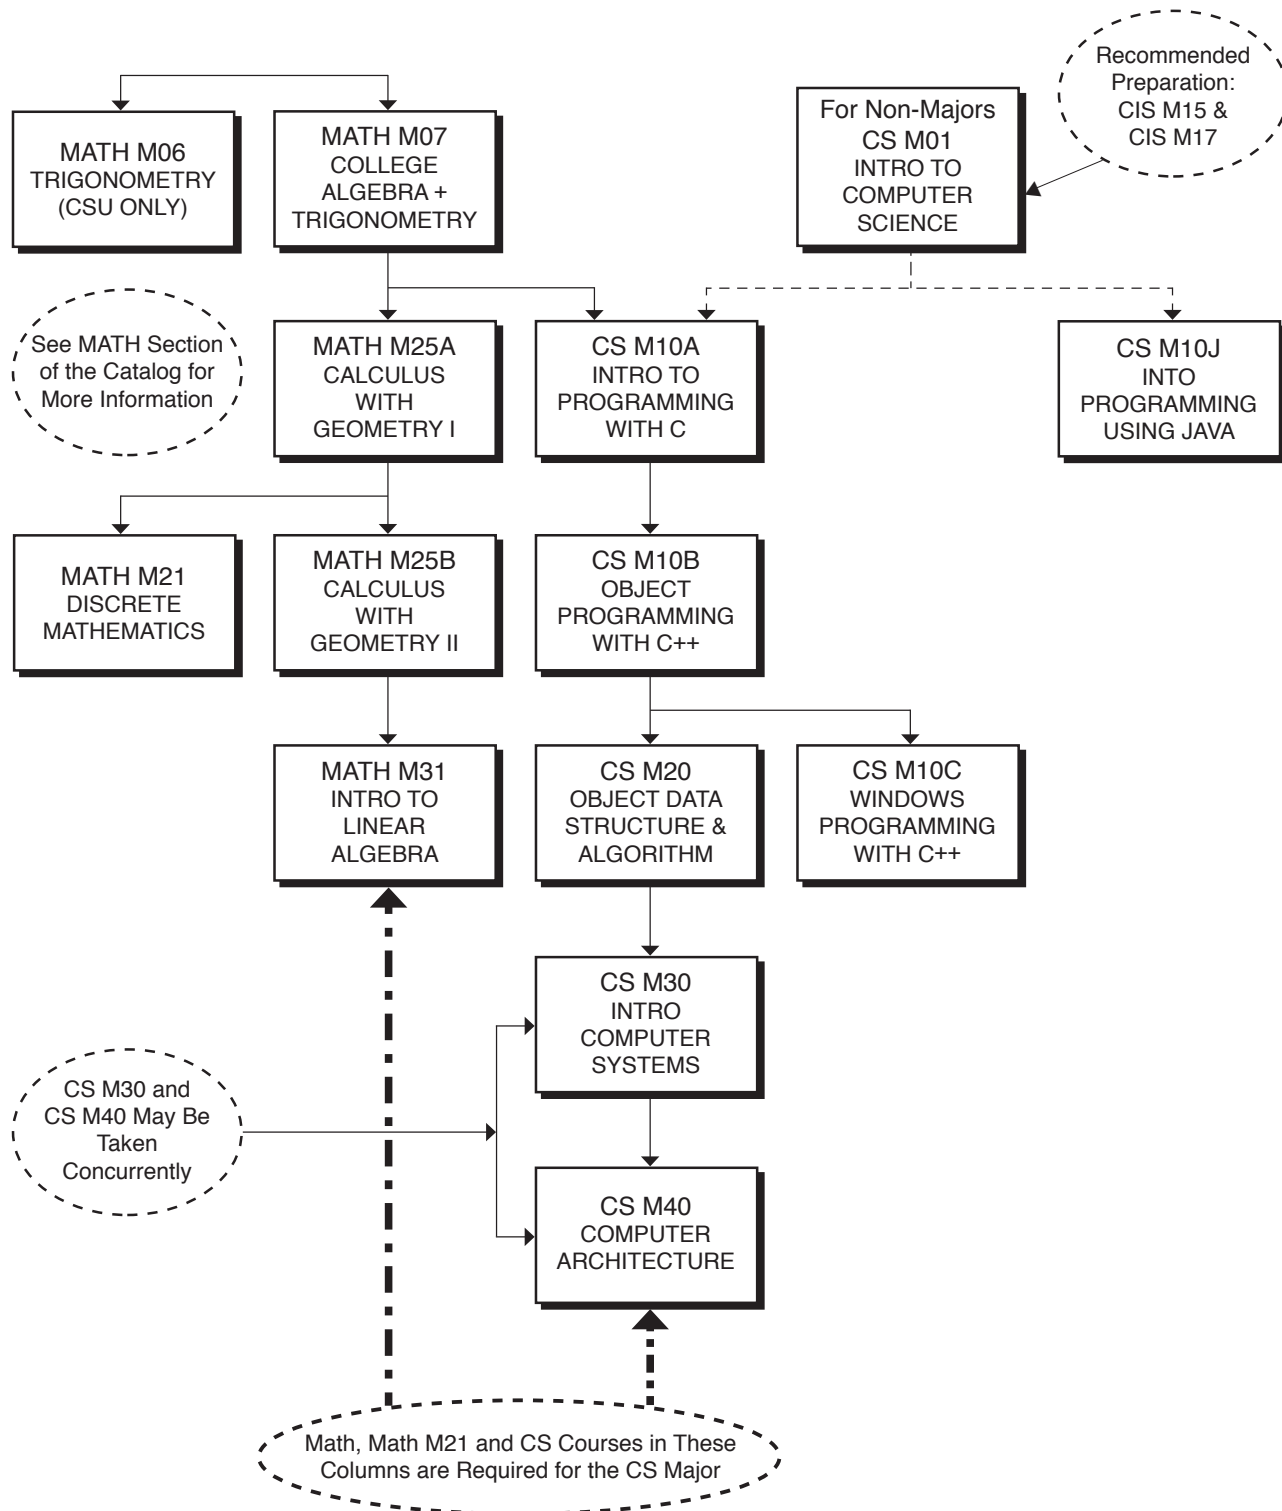 Recommended
Preparation:
CIS M15 &
CIS M17
MATH M06
TRIGONOMETRY
(CSU ONLY)
MATH M07
COLLEGE
ALGEBRA +
TRIGONOMETRY
For Non-Majors
CS M01
INTRO TO
COMPUTER
SCIENCE
See MATH Section
of the Catalog for
More Information
MATH M25A
CALCULUS
WITH
GEOMETRY I
CS M10A
INTRO TO
PROGRAMMING
WITH C
CS M10J
INTO
PROGRAMMING
USING JAVA
MATH M21
DISCRETE
MATHEMATICS
MATH M25B
CALCULUS
WITH
GEOMETRY II
CS M10B
OBJECT
PROGRAMMING
WITH C++
MATH M31
INTRO TO
LINEAR
ALGEBRA
CS M20
OBJECT DATA
STRUCTURE &
ALGORITHM
CS M10C
WINDOWS
PROGRAMMING
WITH C++
CS M30
INTRO
COMPUTER
SYSTEMS
CS M30 and
CS M40 May Be
Taken
Concurrently
CS M40
COMPUTER
ARCHITECTURE
Math, Math M21 and CS Courses in These
Columns are Required for the CS Major